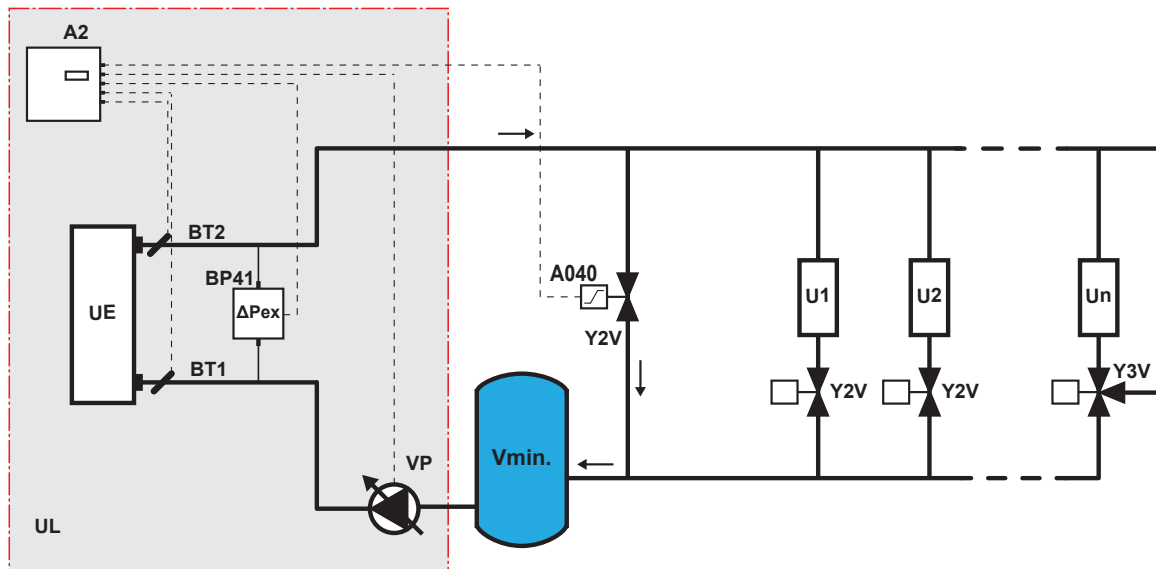 A2
BT2
BP41
ΔPex
UE
BT1
VP
UL
Vmin.
A040
Y2V
U1
U2
Un
Y2V
Y2V
Y3V